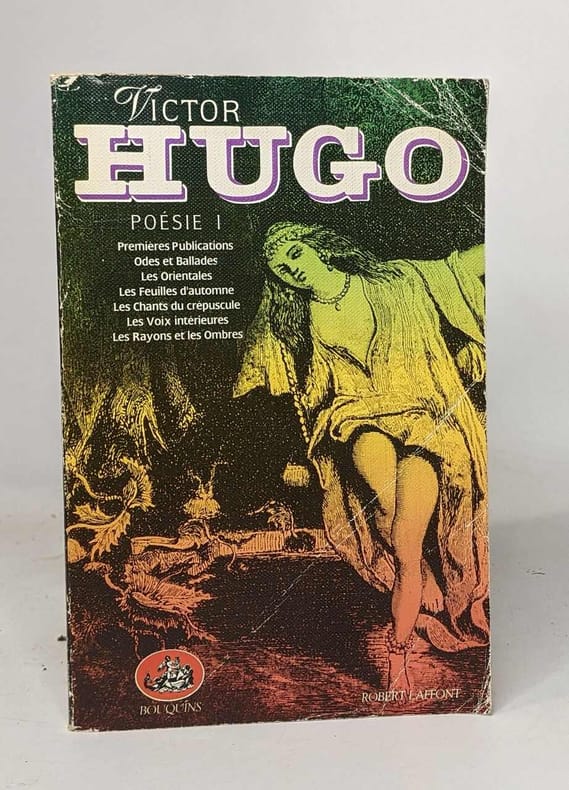 VICTOR
HUGO
POÉSIE I
Premières Publications
Odes et Ballades
Les Orientales
Les Feuilles d'automne
Les Chants du crépuscule
Les Voix intérieures
Les Rayons et les Ombres
BOUQUINS
ROBERT LAFFONT